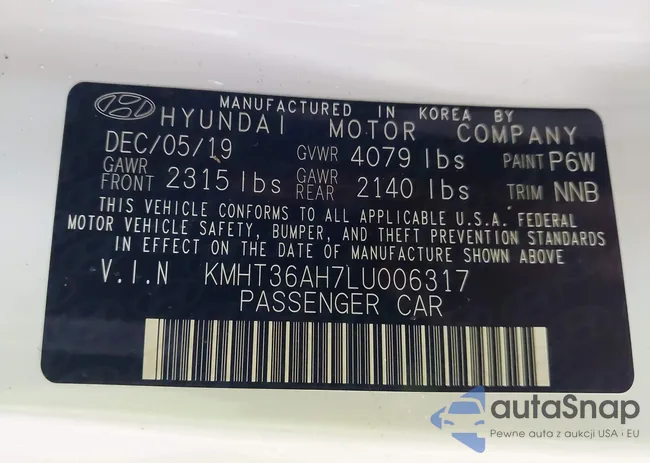 MANUFACTURED IN KOREA BY
HYUNDAI MOTOR COMPANY
DEC/05/19 GVWR 4079 lbs PAINT P6W
GAWR FRONT 2315 lbs GAWR REAR 2140 lbs TRIM NNB
THIS VEHICLE CONFORMS TO ALL APPLICABLE U.S.A. FEDERAL
MOTOR VEHICLE SAFETY, BUMPER, AND THEFT PREVENTION STANDARDS
IN EFFECT ON THE DATE OF MANUFACTURE SHOWN ABOVE
V.I.N KMHT36AH7LU006317
PASSENGER CAR
autaSnap
Pewne auta z aukcji USA i EU